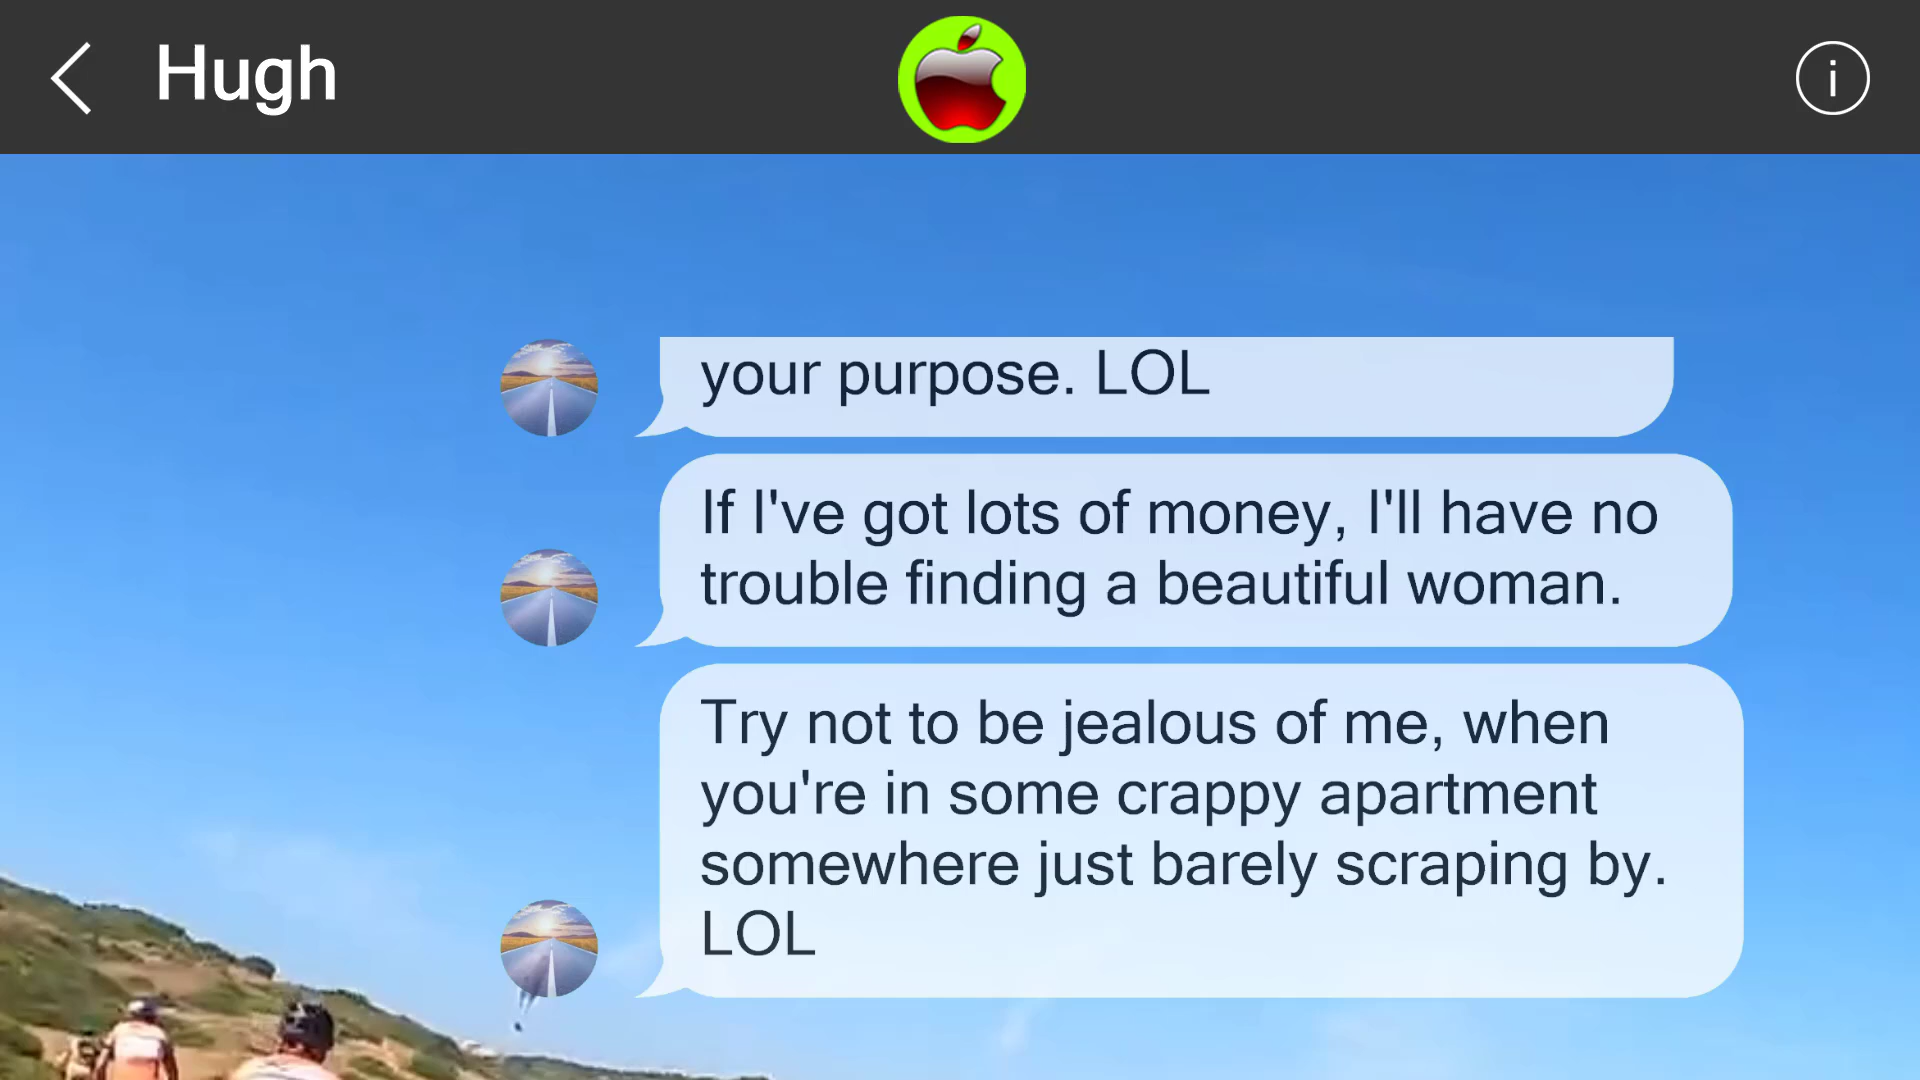 Hugh
i
your purpose. LOL
If I've got lots of money, I'll have no
trouble finding a beautiful woman.
Try not to be jealous of me, when
you're in some crappy apartment
somewhere just barely scraping by.
LOL